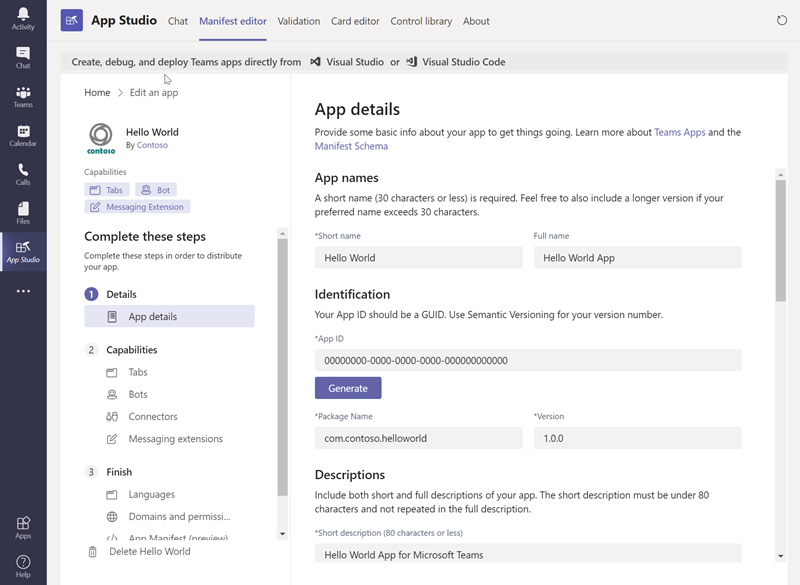 Activity
Chat
Teams
Calendar
Calls
Files
App Studio
Apps
Help
App Studio Chat Manifest editor Validation Card editor Control library About
Create, debug, and deploy Teams apps directly from Visual Studio or Visual Studio Code
Home > Edit an app
contoso
Hello World
By Contoso
Capabilities
Tabs Bot
Messaging Extension
Complete these steps
Complete these steps in order to distribute
your app.
1 Details
App details
2 Capabilities
Tabs
Bots
Connectors
Messaging extensions
3 Finish
Languages
Domains and permissi...
App Manifest (preview)
Delete Hello World
App details
Provide some basic info about your app to get things going. Learn more about Teams Apps and the
Manifest Schema
App names
A short name (30 characters or less) is required. Feel free to also include a longer version if your
preferred name exceeds 30 characters.
*Short name Full name
Hello World Hello World App
Identification
Your App ID should be a GUID. Use Semantic Versioning for your version number.
*App ID
00000000-0000-0000-0000-000000000000
Generate
*Package Name *Version
com.contoso.helloworld 1.0.0
Descriptions
Include both short and full descriptions of your app. The short description must be under 80
characters and not repeated in the full description.
*Short description (80 characters or less)
Hello World App for Microsoft Teams